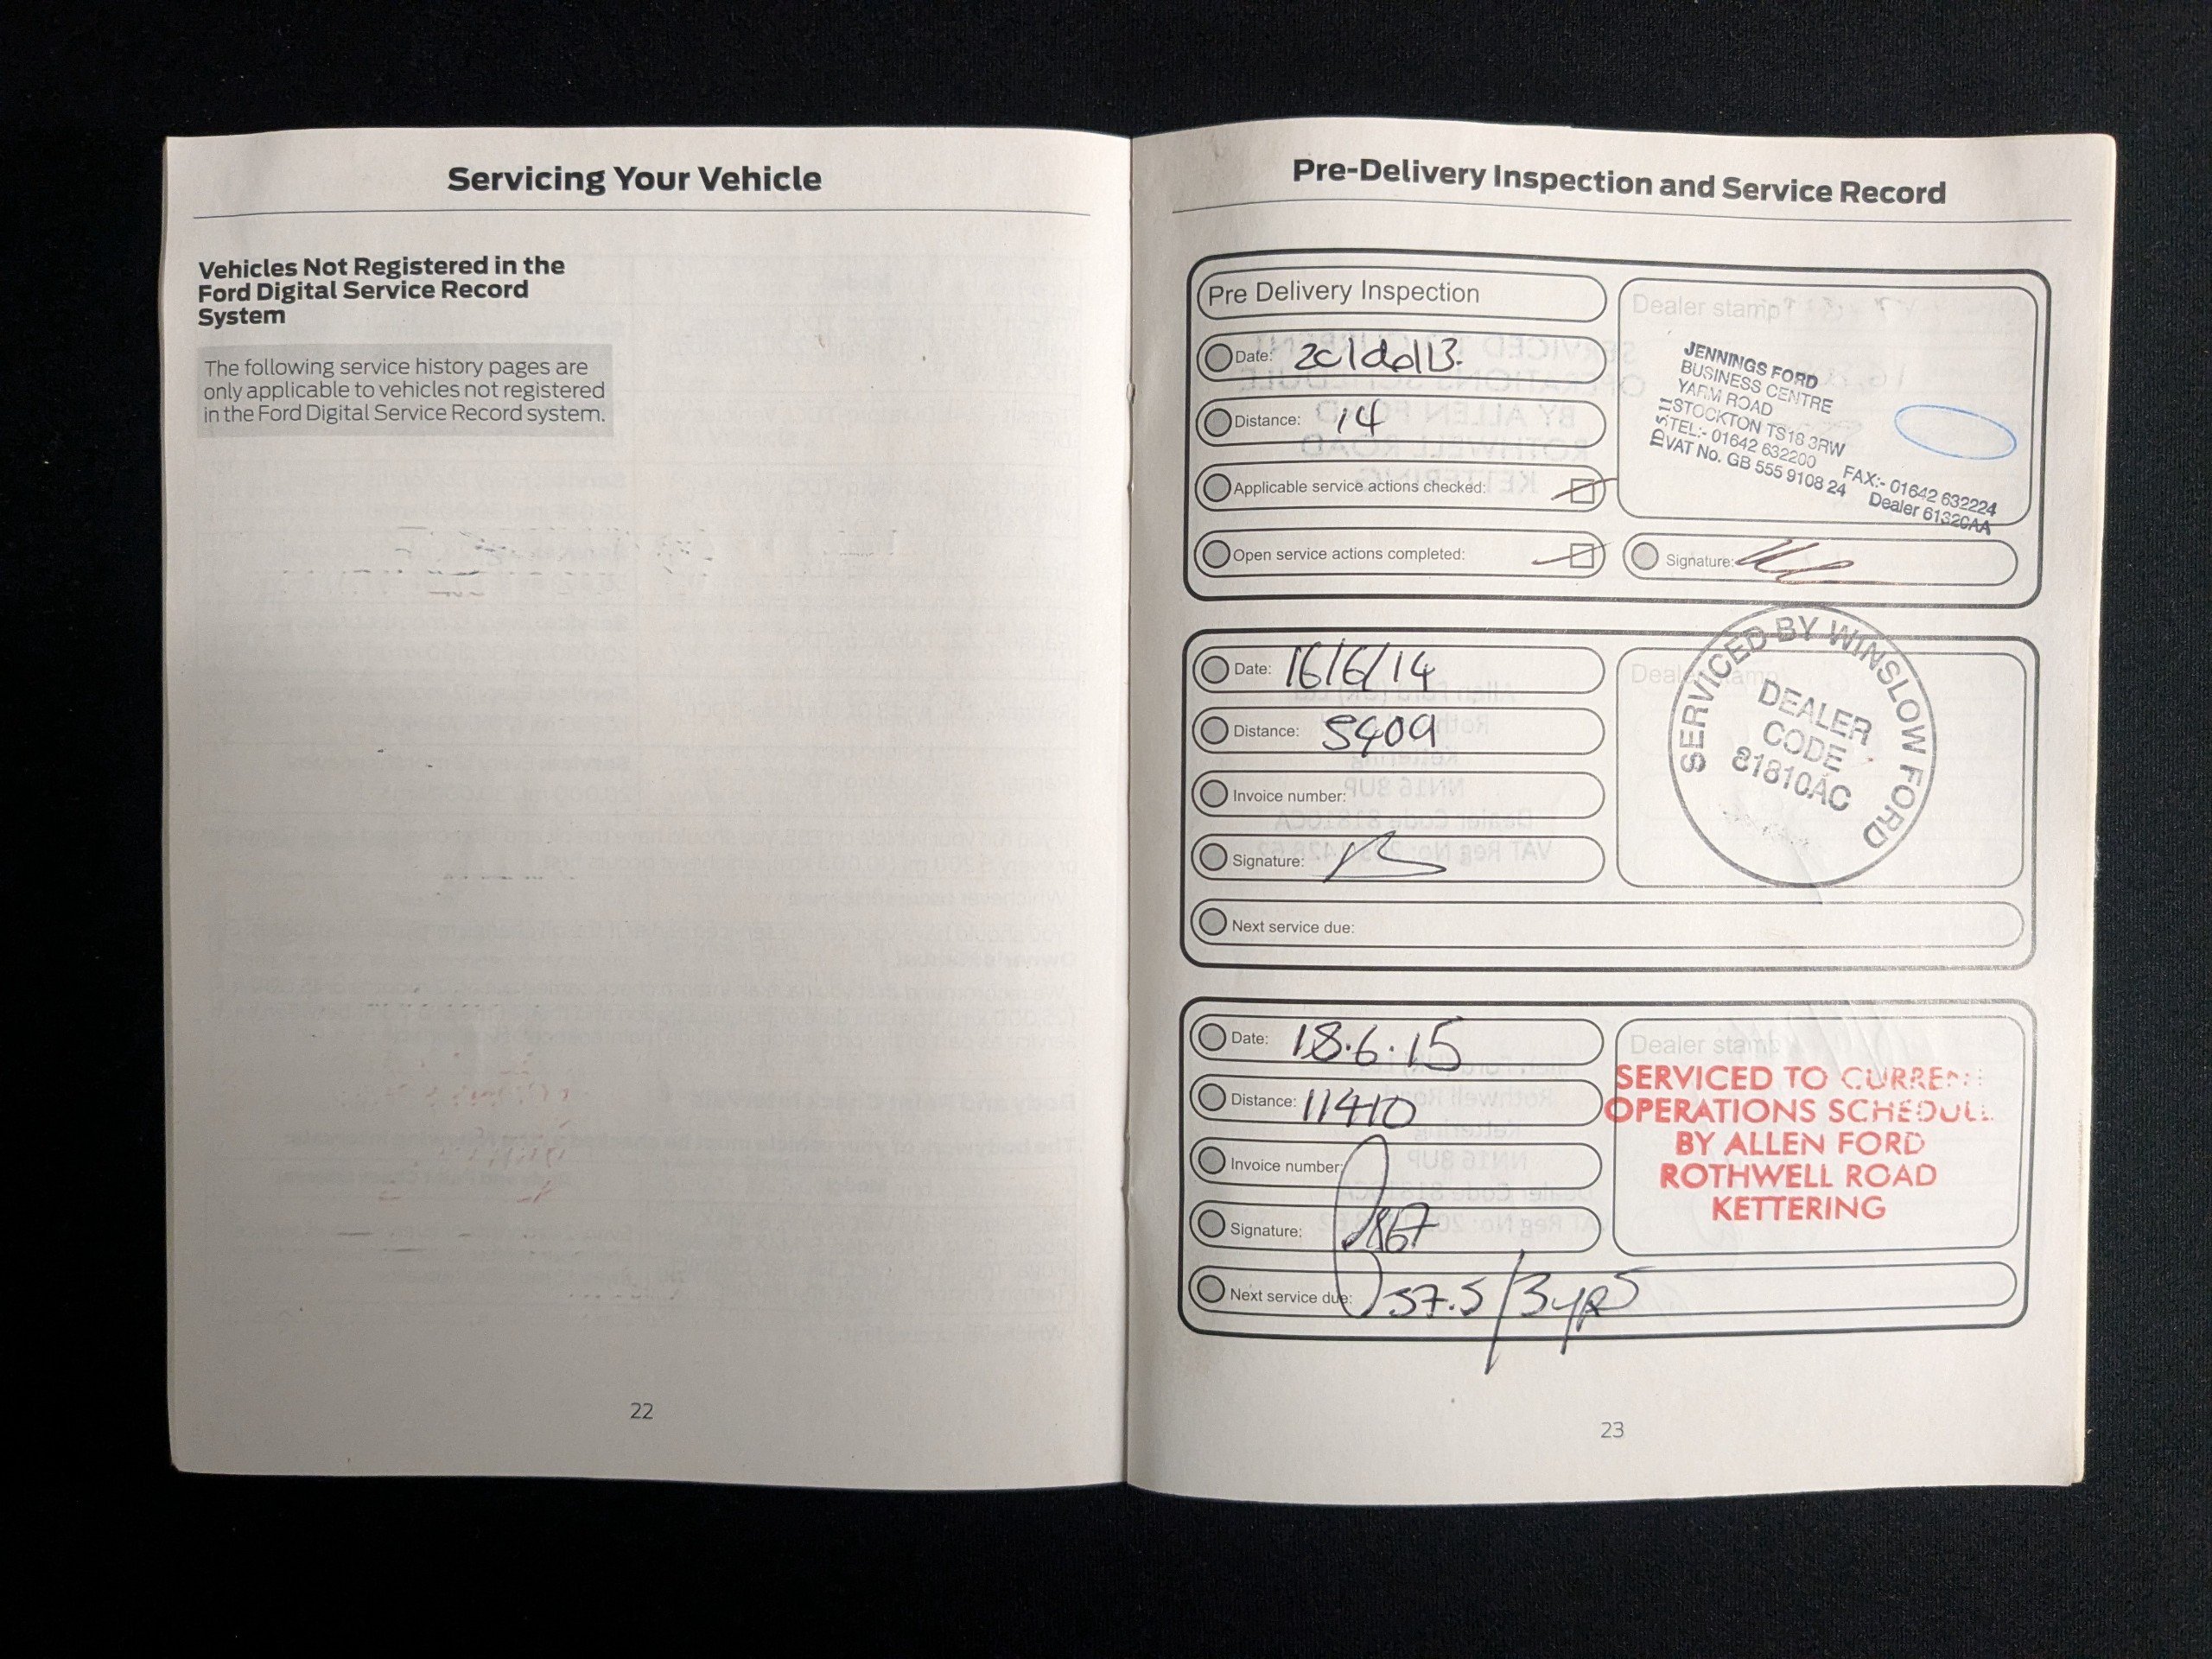 Servicing Your Vehicle
Vehicles Not Registered in the
Ford Digital Service Record
System
The following service history pages are
only applicable to vehicles not registered
in the Ford Digital Service Record system.
22
Pre-Delivery Inspection and Service Record
Pre Delivery Inspection
Date:
Distance: 14
Applicable service actions checked:
Open service actions completed:
Dealer stamp
JENNINGS FORD
BUSINESS CENTRE
YARM ROAD
STOCKTON TS18 3RW
TEL:- 01642 632200 FAX:- 01642 632224
VAT No. GB 555 9108 24 Dealer 61320AA
Signature:
Date: 16/6/14
Distance: 5409
Invoice number:
Signature:
Next service due:
Dealer stamp
SERVICED BY WINSLOW FORD
DEALER
CODE
81810AC
Date: 18.6.15
Distance: 11410
Invoice number:
Signature:
Next service due: 37.5/3yRS
Dealer stamp
SERVICED TO CURRENT
OPERATIONS SCHEDULE
BY ALLEN FORD
ROTHWELL ROAD
KETTERING
23